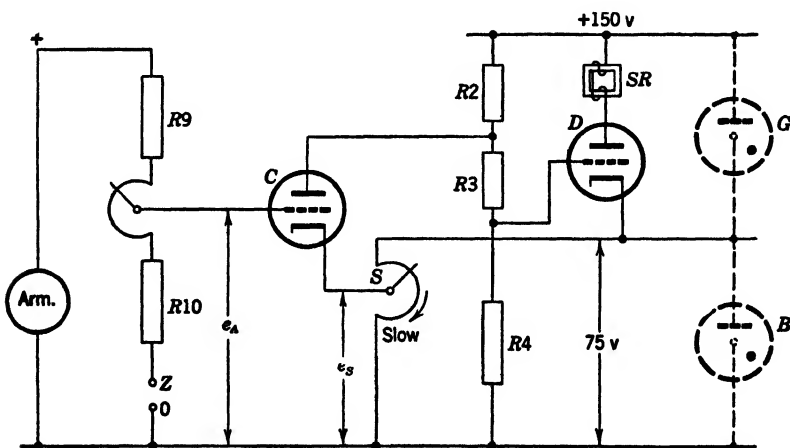 +150 v
+
R2
SR
R9
D
G
C
R3
S
Arm.
R10
Slow
B
e_A
e_S
R4
75 v
Z
0